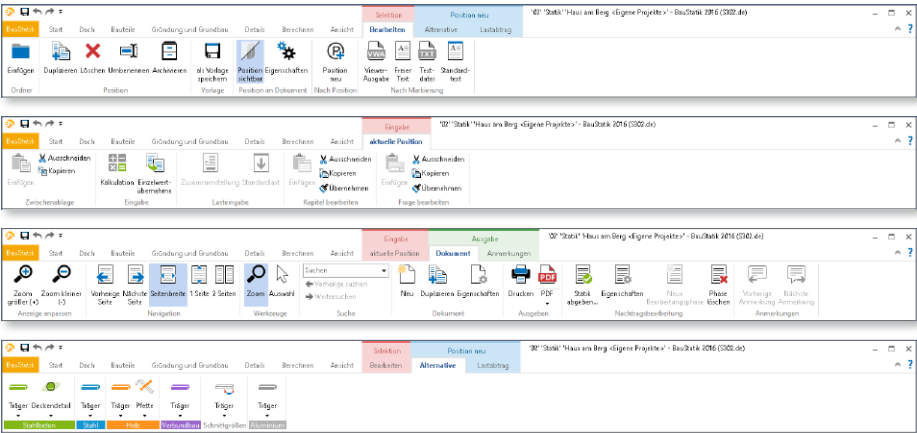 Selektion Position neu '02' "Statik" 'Haus am Berg <Eigene Projekte>' - BauStatik 2016 (S302.de)
BauStatik Start Dach Bauteile Gründung und Grundbau Details Berechnen Ansicht Bearbeiten Alternative Lastabtrag
Einfügen Duplizieren Löschen Umbenennen Archivieren als Vorlage speichern Position sichtbar Eigenschaften Position neu Viewer-Ausgabe Freier Text Text-datei Standard-text
Ordner Position Vorlage Position im Dokument Nach Position Nach Markierung
Eingabe '02' "Statik" 'Haus am Berg <Eigene Projekte>' - BauStatik 2016 (S302.de)
BauStatik Start Dach Bauteile Gründung und Grundbau Details Berechnen Ansicht aktuelle Position
Einfügen Ausschneiden Kopieren Kalkulation Einzelwert-übernahme Zusammenstellung Standardlast Einfügen Ausschneiden Kopieren Übernehmen Einfügen Ausschneiden Kopieren Übernehmen
Zwischenablage Eingabe Lasteingabe Kapitel bearbeiten Frage bearbeiten
Eingabe Ausgabe '02' "Statik" 'Haus am Berg <Eigene Projekte>' - BauStatik 2016 (S302.de)
BauStatik Start Dach Bauteile Gründung und Grundbau Details Berechnen Ansicht aktuelle Position Dokument Anmerkungen
Zoom größer (+) Zoom kleiner (-) Vorherige Seite Nächste Seite Seitenbreite 1 Seite 2 Seiten Zoom Auswahl Suchen Vorherige suchen Weitersuchen Neu Duplizieren Eigenschaften Drucken PDF Statik abgeben... Eigenschaften Neue Bearbeitungsphase Phase löschen Vorherige Anmerkung Nächste Anmerkung
Anzeige anpassen Navigation Werkzeuge Suche Dokument Ausgeben Nachtragsbearbeitung Anmerkungen
Selektion Position neu '02' "Statik" 'Haus am Berg <Eigene Projekte>' - BauStatik 2016 (S302.de)
BauStatik Start Dach Bauteile Gründung und Grundbau Details Berechnen Ansicht Bearbeiten Alternative Lastabtrag
Träger Deckendetail Träger Träger Pfette Träger Träger Träger
Stahlbeton Stahl Holz Verbundbau Schnittgrößen Aluminium